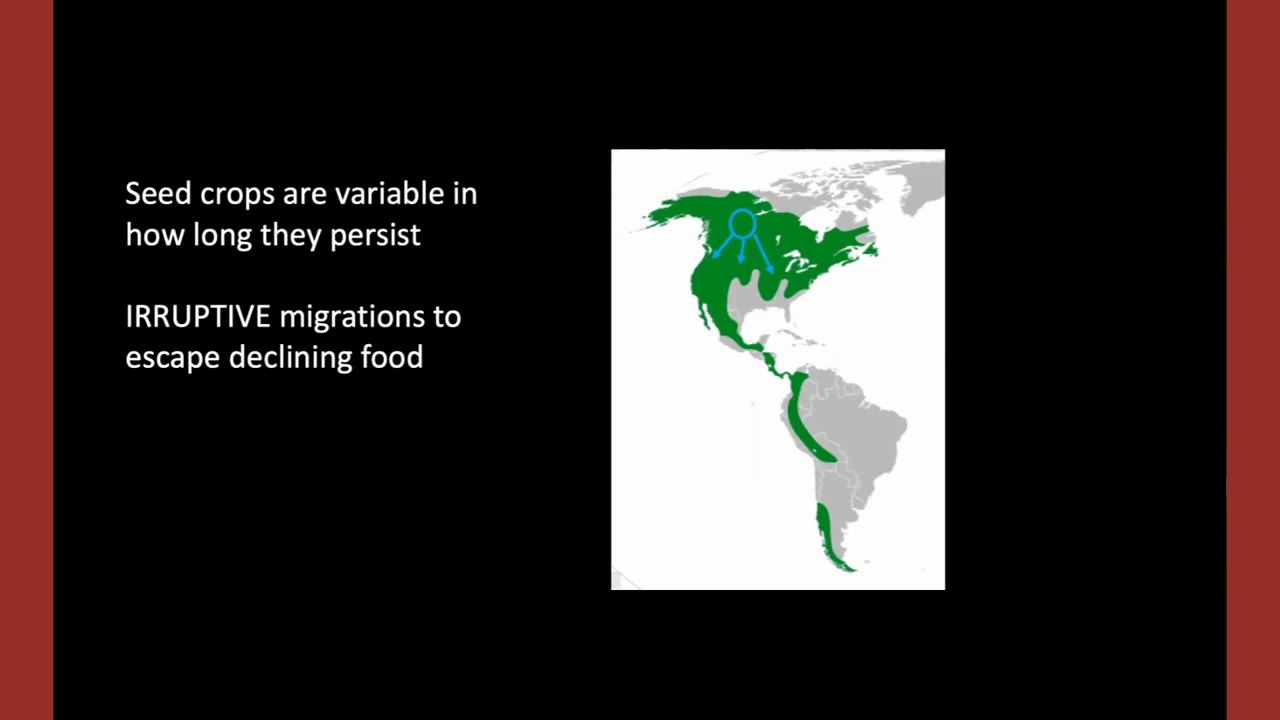 Seed crops are variable in
how long they persist
IRRUPTIVE migrations to
escape declining food